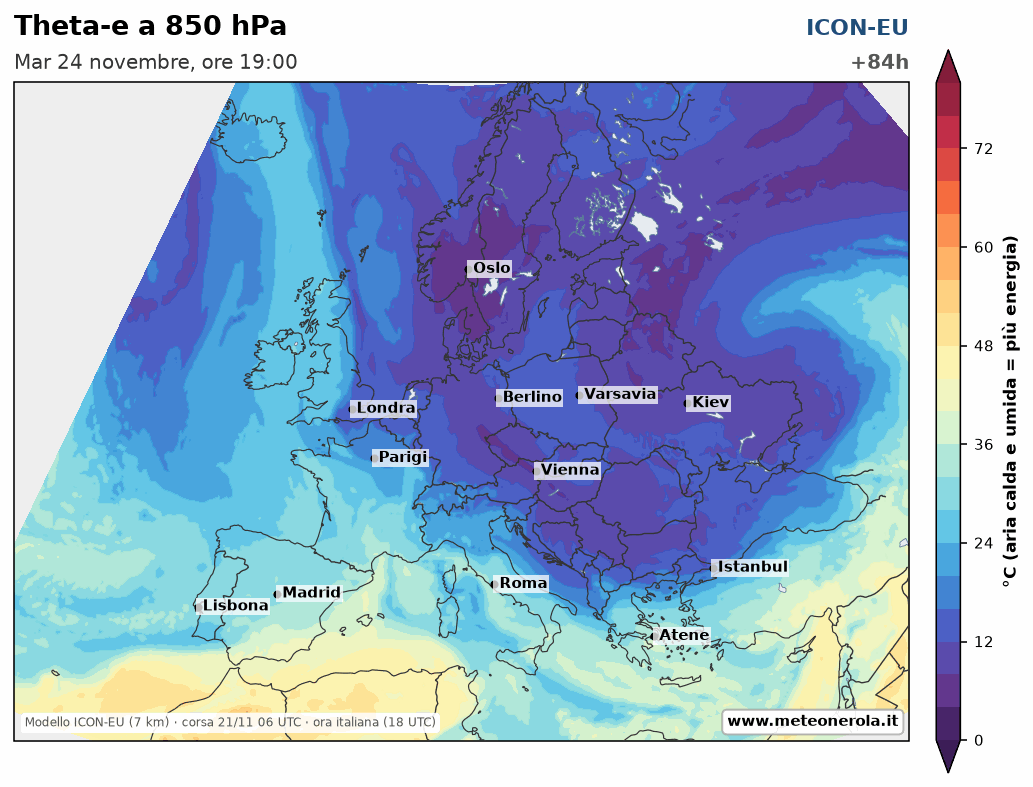 Theta-e a 850 hPa
ICON-EU
Mar 24 novembre, ore 19:00
+84h
Oslo
Berlino
Varsavia
Kiev
Londra
Parigi
Vienna
Istanbul
Roma
Madrid
Lisbona
Atene
Modello ICON-EU (7 km) · corsa 21/11 06 UTC · ora italiana (18 UTC)
www.meteonerola.it
72
60
48
36
24
12
0
°C (aria calda e umida = più energia)